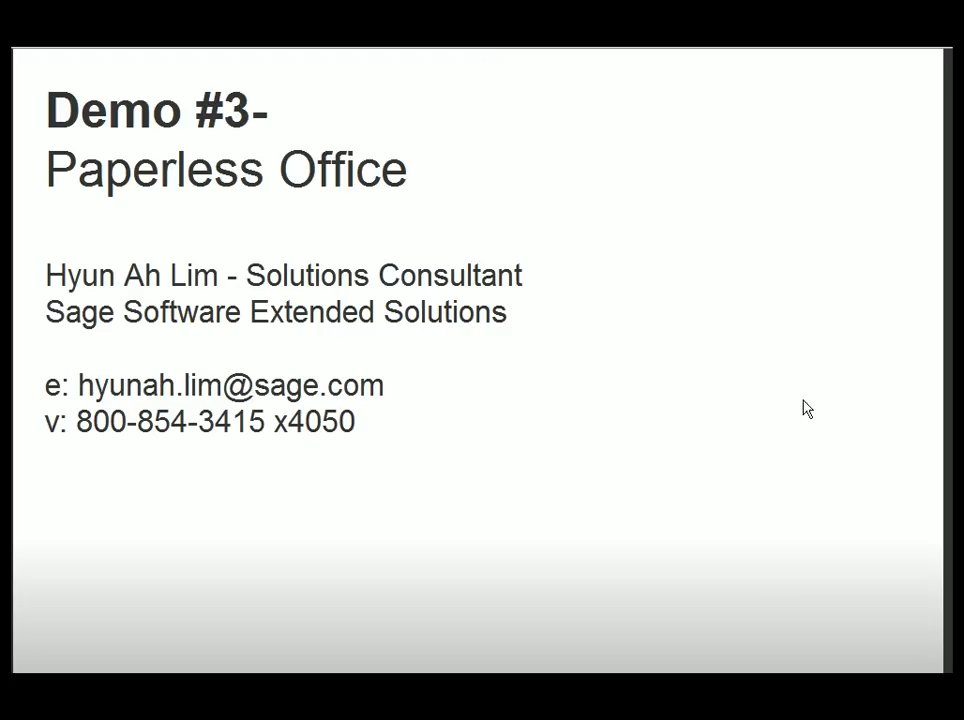 Demo #3-
Paperless Office
Hyun Ah Lim - Solutions Consultant
Sage Software Extended Solutions
e: hyunah.lim@sage.com
v: 800-854-3415 x4050